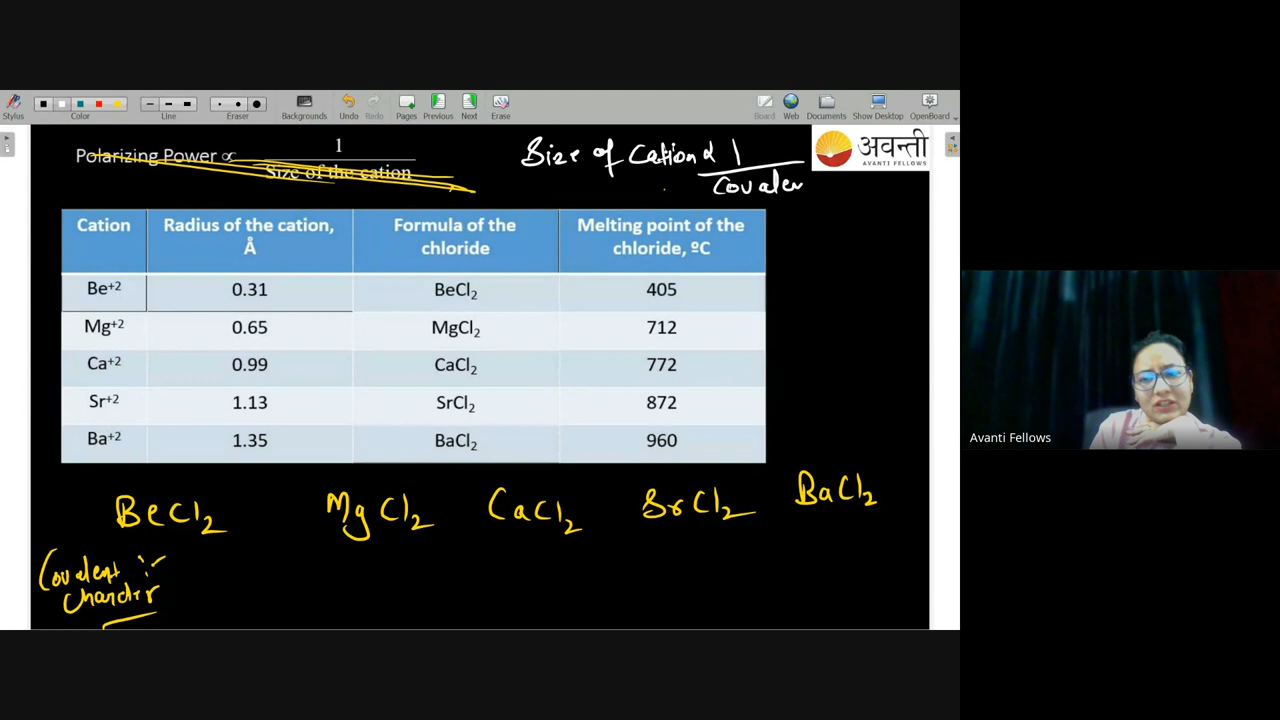 Stylus
Color
Line
Eraser
Backgrounds
Undo
Redo
Pages
Previous
Next
Erase
Board
Web
Documents
Show Desktop
OpenBoard
Polarizing Power ∝ 1
Size of the cation
Size of Cation ∝ 1
Covalen
अवन्ती
AVANTI FELLOWS
Cation Radius of the cation, Å Formula of the chloride Melting point of the chloride, ºC
Be+2 0.31 BeCl2 405
Mg+2 0.65 MgCl2 712
Ca+2 0.99 CaCl2 772
Sr+2 1.13 SrCl2 872
Ba+2 1.35 BaCl2 960
BeCl2 MgCl2 CaCl2 SrCl2 BaCl2
Covalent :-
Avanti Fellows